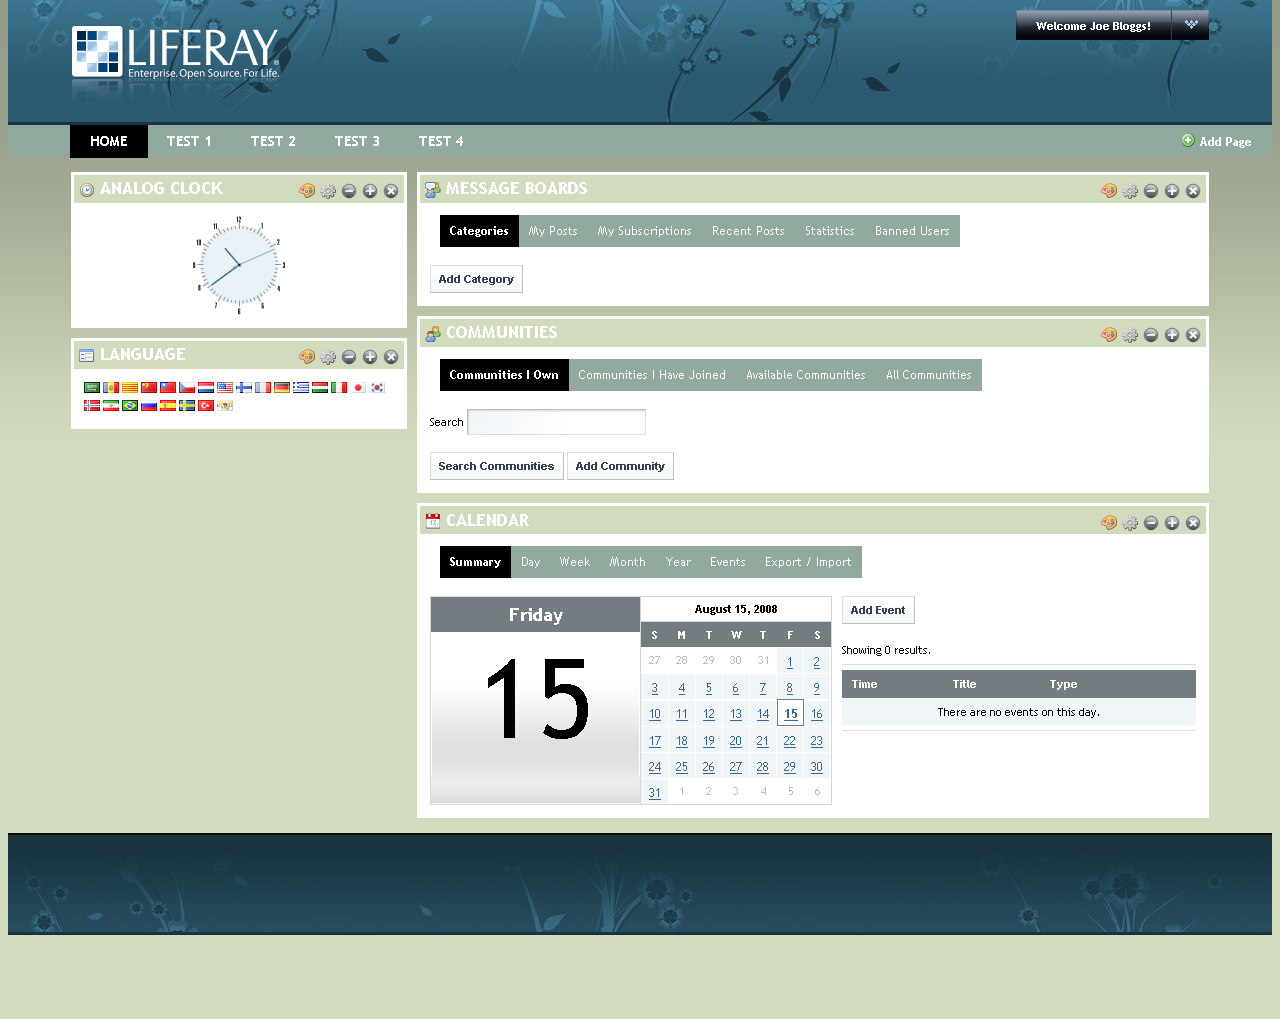 LIFERAY
Enterprise. Open Source. For Life.
Welcome Joe Bloggs!
HOME TEST 1 TEST 2 TEST 3 TEST 4
Add Page
ANALOG CLOCK
12 1 2 3 4 5 6 7 8 9 10 11
LANGUAGE
MESSAGE BOARDS
Categories My Posts My Subscriptions Recent Posts Statistics Banned Users
Add Category
COMMUNITIES
Communities I Own Communities I Have Joined Available Communities All Communities
Search
Search Communities Add Community
CALENDAR
Summary Day Week Month Year Events Export / Import
Friday
15
August 15, 2008
S M T W T F S
27 28 29 30 31 1 2
3 4 5 6 7 8 9
10 11 12 13 14 15 16
17 18 19 20 21 22 23
24 25 26 27 28 29 30
31 1 2 3 4 5 6
Add Event
Showing 0 results.
Time Title Type
There are no events on this day.